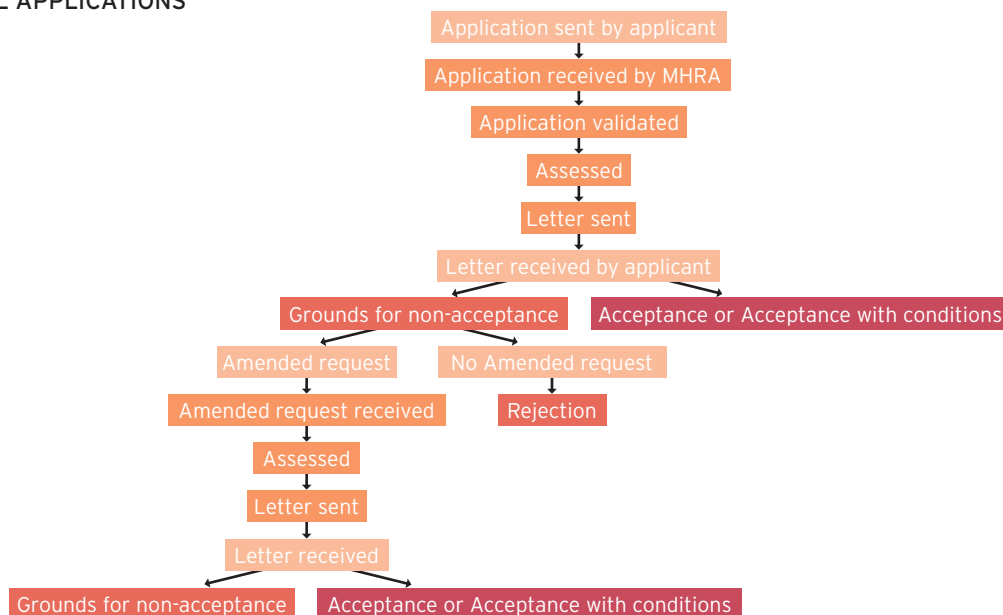 APPLICATIONS
Application sent by applicant
Application received by MHRA
Application validated
Assessed
Letter sent
Letter received by applicant
Grounds for non-acceptance
Acceptance or Acceptance with conditions
Amended request
No Amended request
Amended request received
Rejection
Assessed
Letter sent
Letter received
Grounds for non-acceptance
Acceptance or Acceptance with conditions